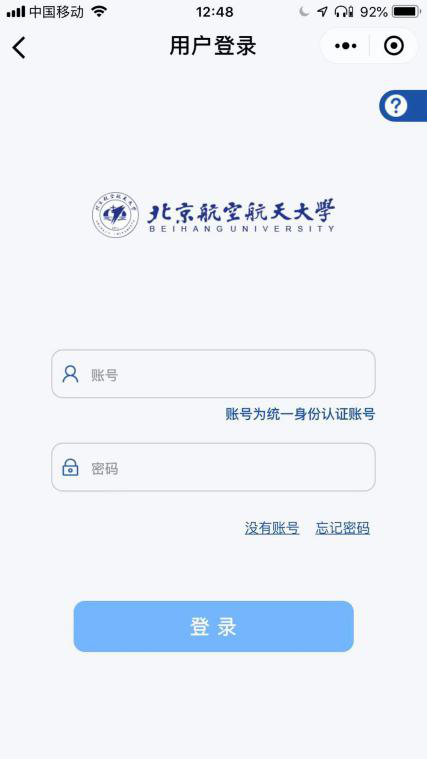 中国移动 12:48 92%
用户登录
?
北京航空航天大學
BEIHANG UNIVERSITY
账号
账号为统一身份认证账号
密码
没有账号 忘记密码
登录